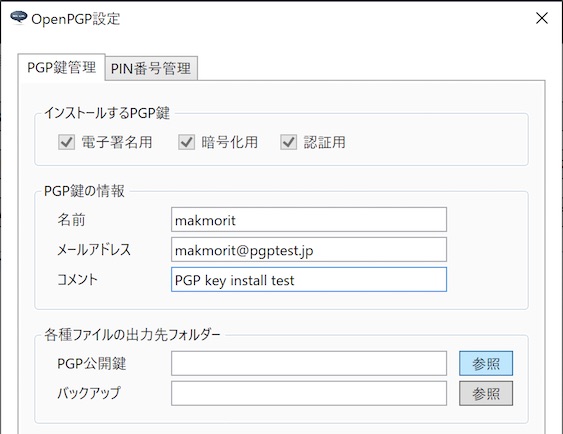 OpenPGP設定
PGP鍵管理 PIN番号管理
インストールするPGP鍵
電子署名用 暗号化用 認証用
PGP鍵の情報
名前 makmorit
メールアドレス makmorit@pgptest.jp
コメント PGP key install test
各種ファイルの出力先フォルダー
PGP公開鍵 参照
バックアップ 参照